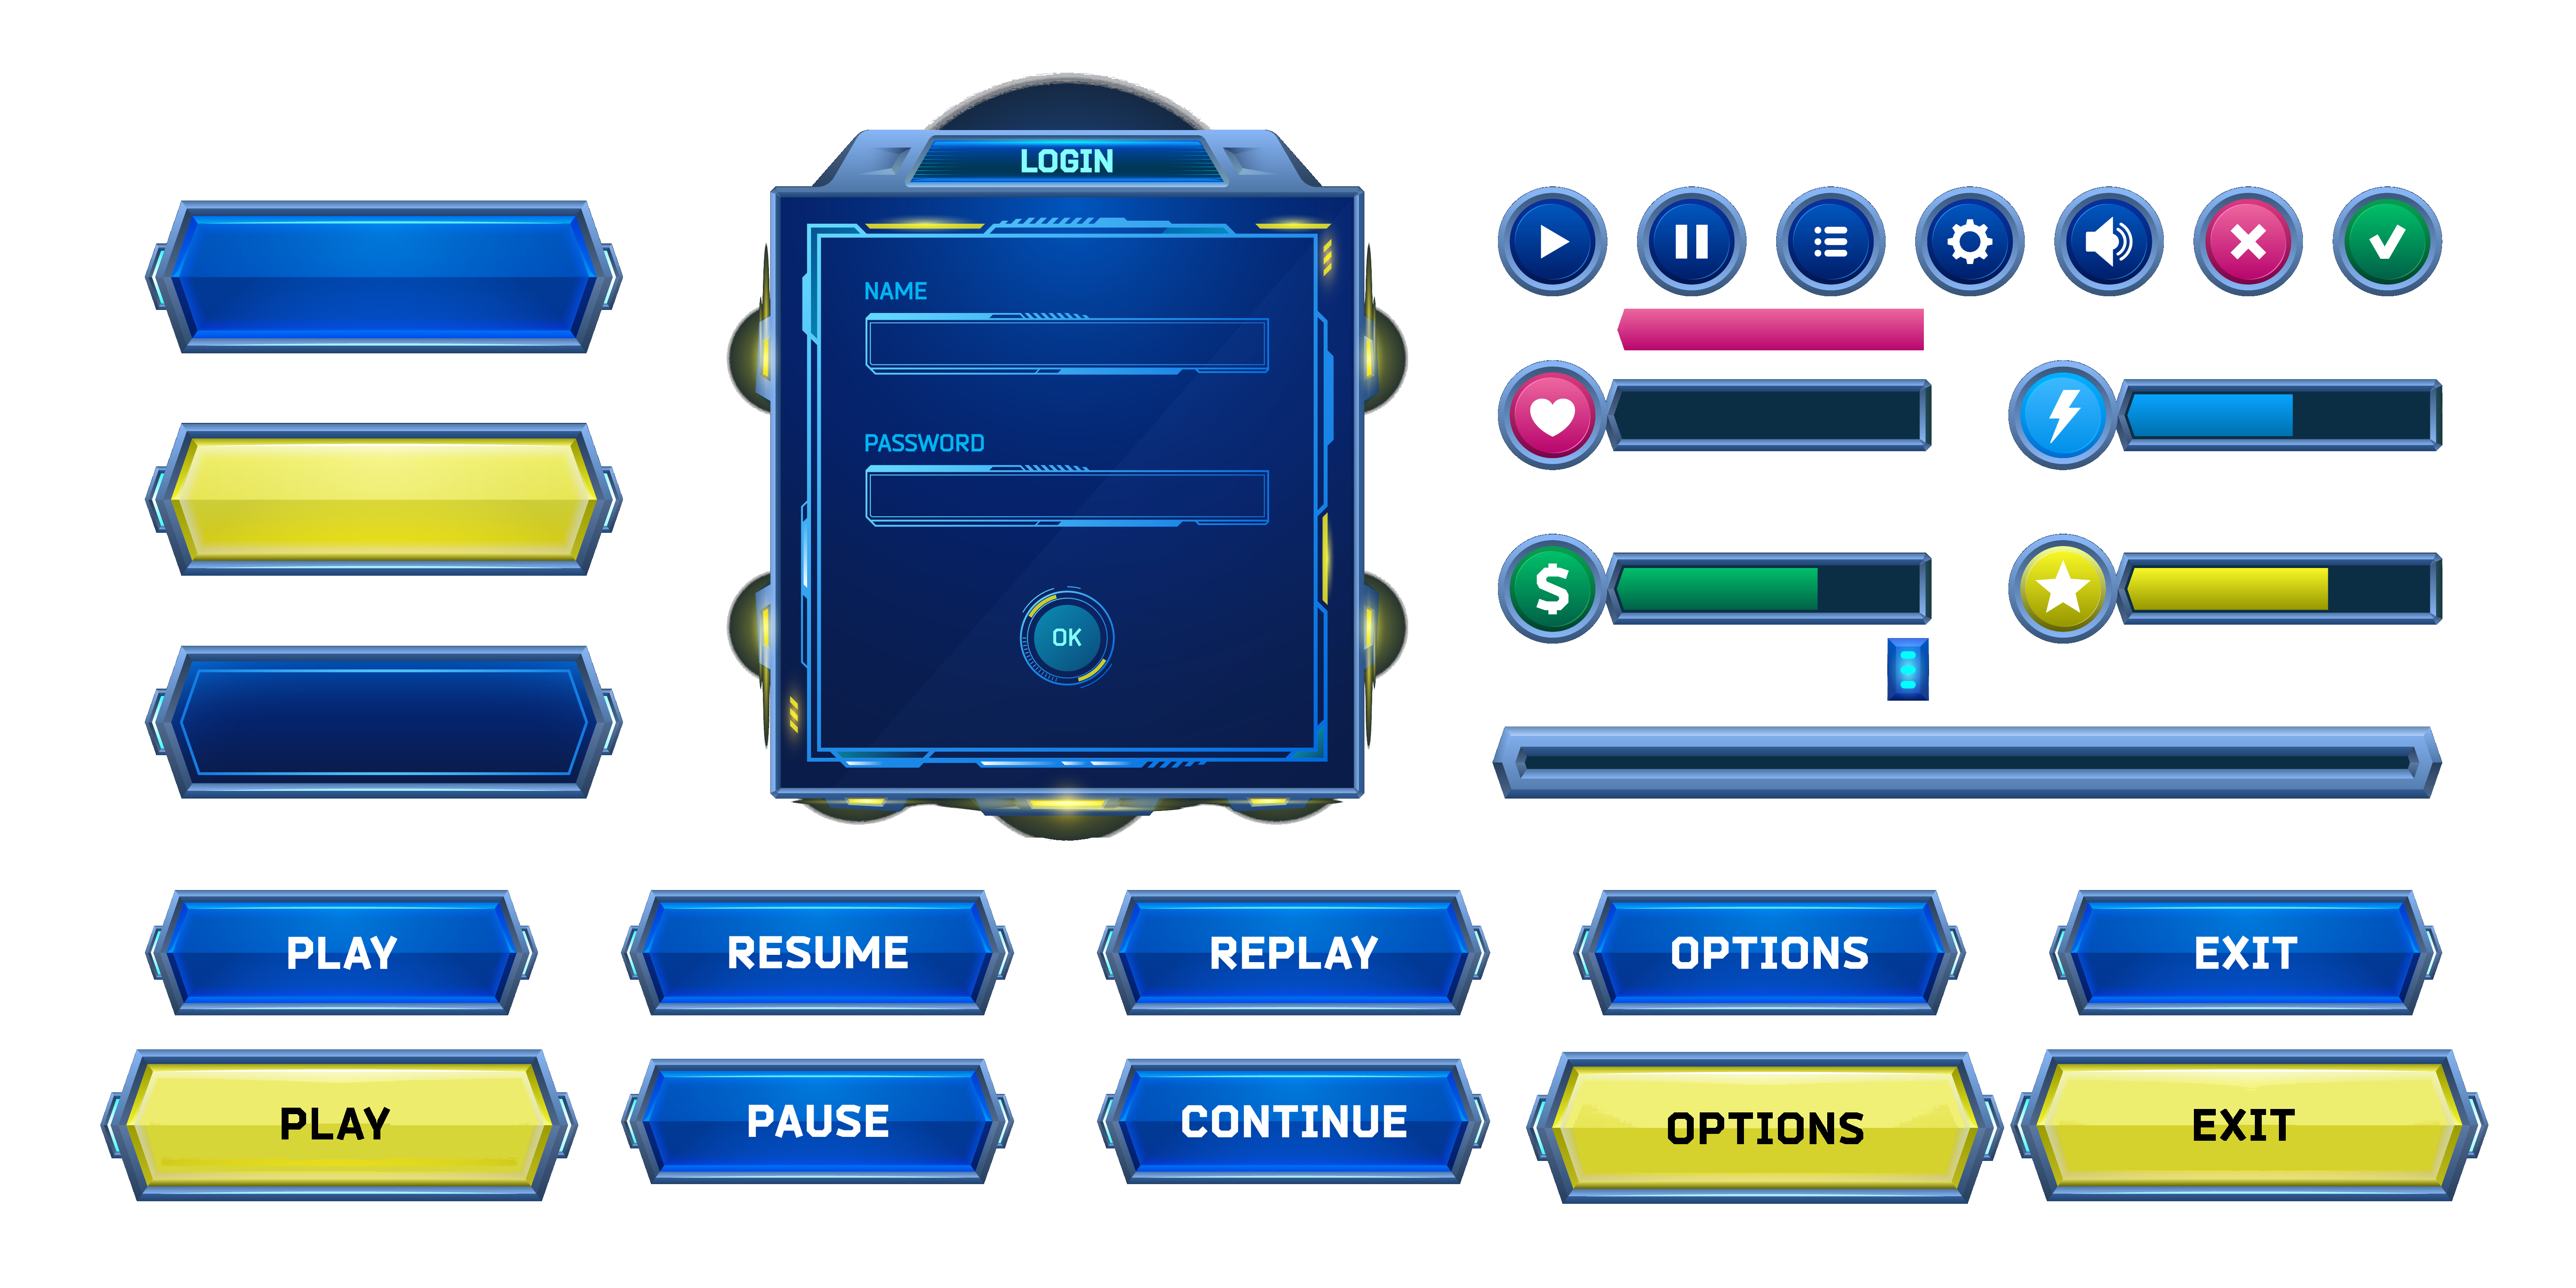 LOGIN
NAME
PASSWORD
OK
$
PLAY
RESUME
REPLAY
OPTIONS
EXIT
PLAY
PAUSE
CONTINUE
OPTIONS
EXIT